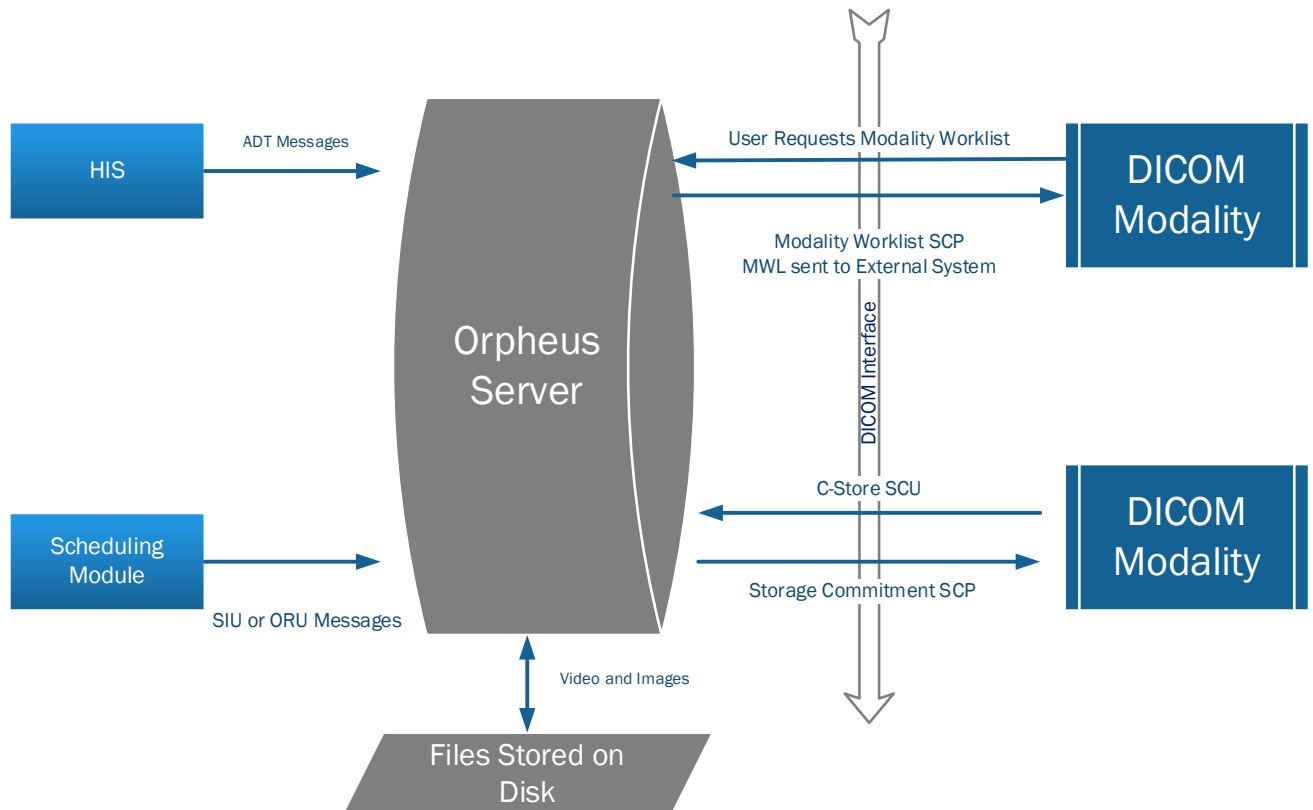 HIS
ADT Messages
User Requests Modality Worklist
DICOM
Modality
Modality Worklist SCP
MWL sent to External System
Orpheus
Server
DICOM Interface
C-Store SCU
DICOM
Modality
Scheduling
Module
SIU or ORU Messages
Storage Commitment SCP
Video and Images
Files Stored on
Disk